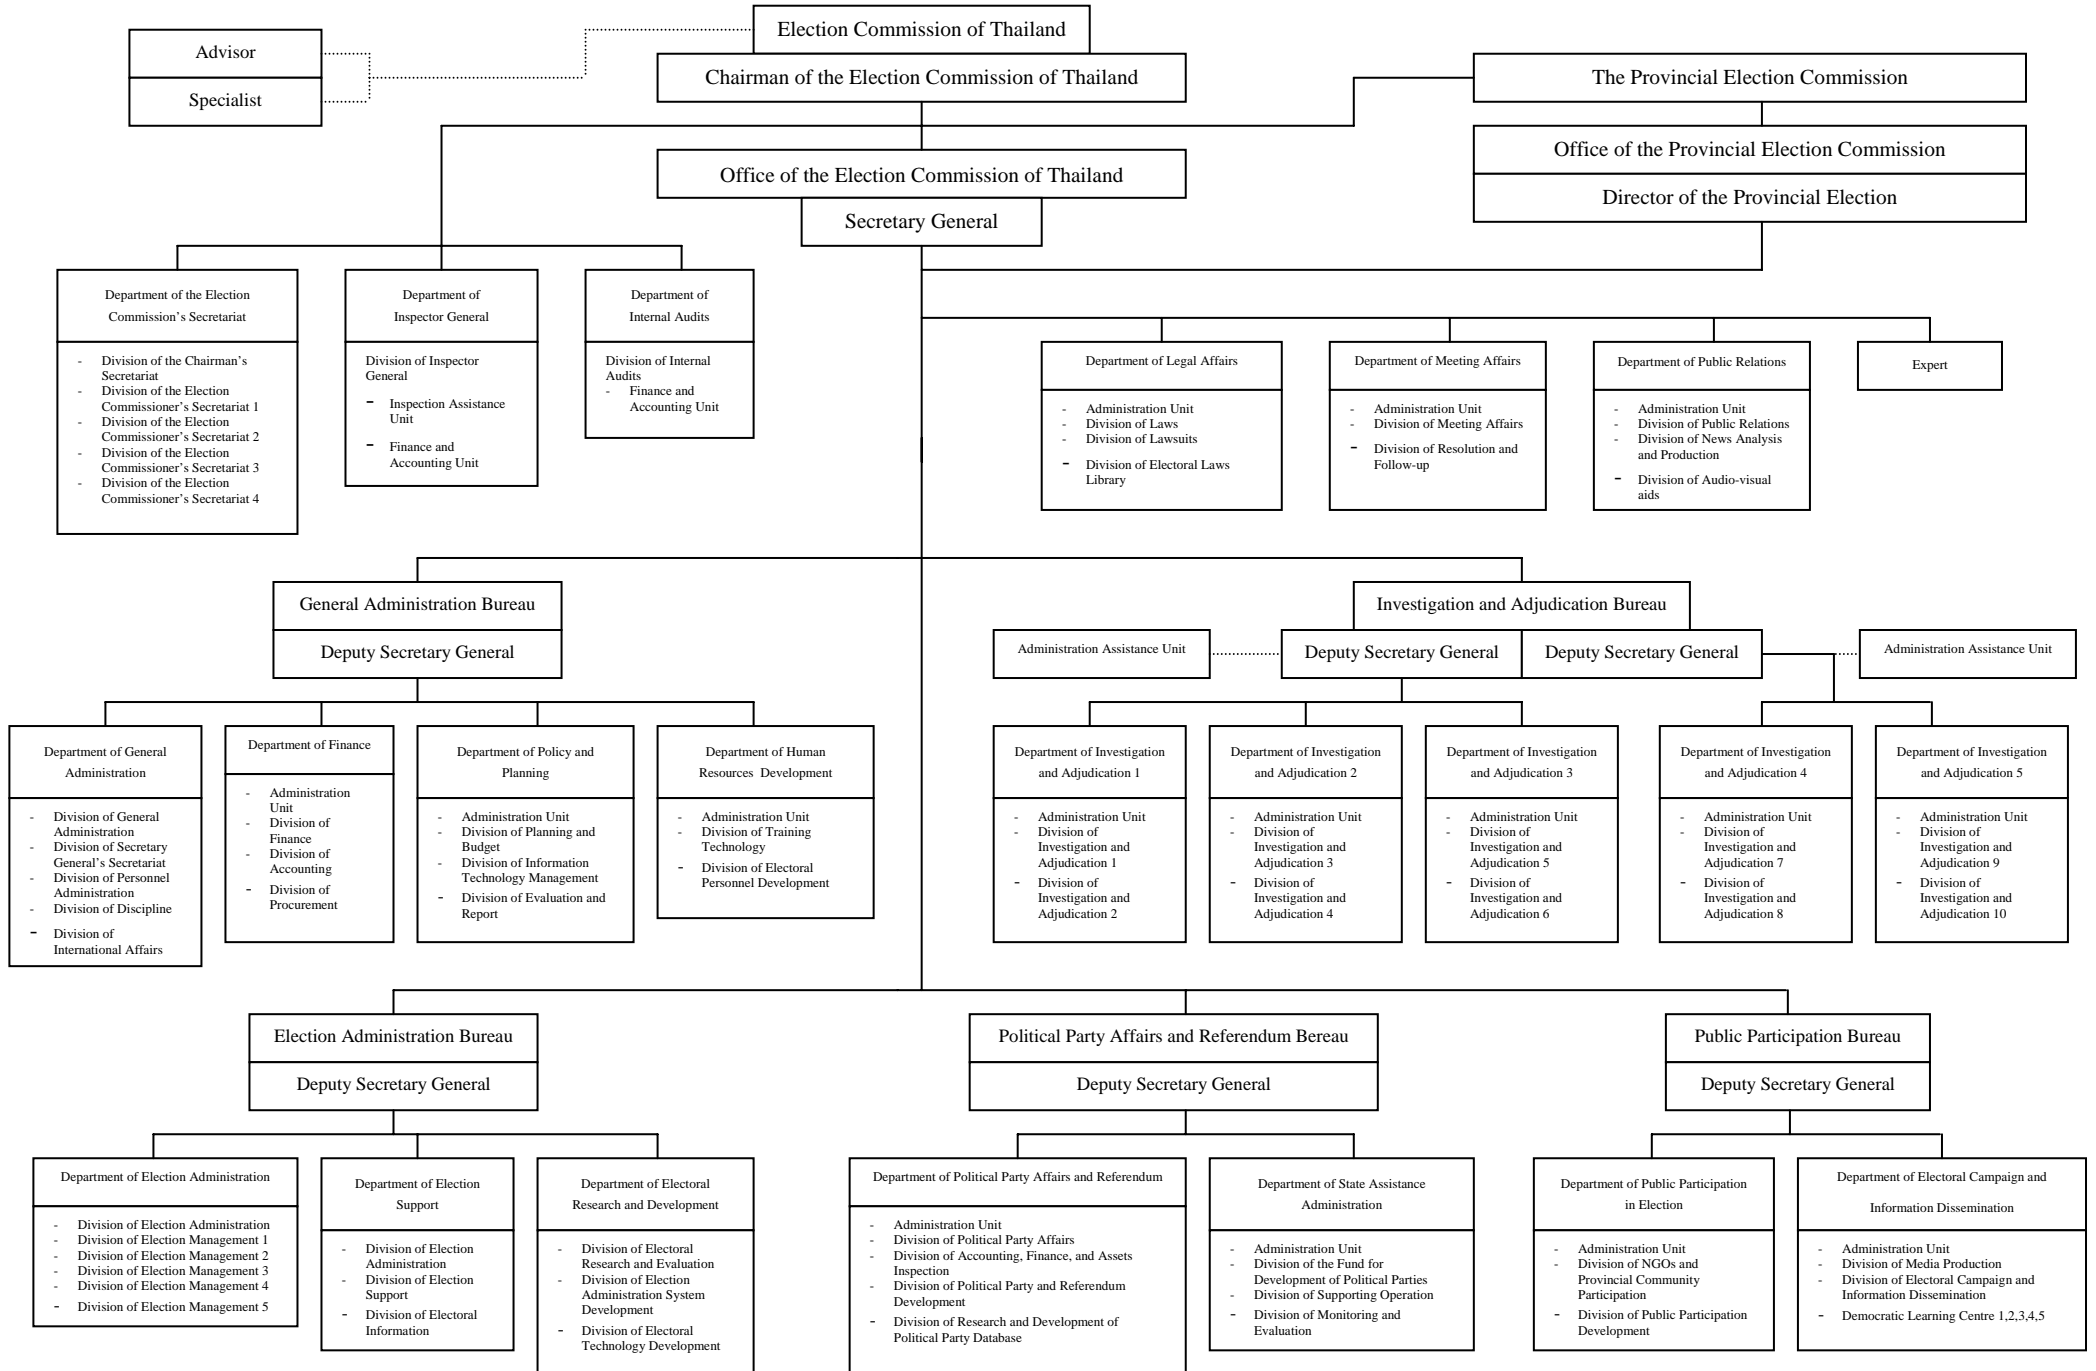 Election Commission of Thailand
Chairman of the Election Commission of Thailand
Advisor
Specialist
The Provincial Election Commission
Office of the Provincial Election Commission
Director of the Provincial Election
Office of the Election Commission of Thailand
Secretary General
Department of the Election
Commission's Secretariat
- Division of the Chairman's
Secretariat
- Division of the Election
Commissioner's Secretariat 1
- Division of the Election
Commissioner's Secretariat 2
- Division of the Election
Commissioner's Secretariat 3
- Division of the Election
Commissioner's Secretariat 4
Department of
Inspector General
Division of Inspector
General
- Inspection Assistance
Unit
- Finance and
Accounting Unit
Department of
Internal Audits
Division of Internal
Audits
- Finance and
Accounting Unit
Department of Legal Affairs
- Administration Unit
- Division of Laws
- Division of Lawsuits
- Division of Electoral Laws
Library
Department of Meeting Affairs
- Administration Unit
- Division of Meeting Affairs
- Division of Resolution and
Follow-up
Department of Public Relations
- Administration Unit
- Division of Public Relations
- Division of News Analysis
and Production
- Division of Audio-visual
aids
Expert
General Administration Bureau
Deputy Secretary General
Department of General
Administration
- Division of General
Administration
- Division of Secretary
General's Secretariat
- Division of Personnel
Administration
- Division of Discipline
- Division of
International Affairs
Department of Finance
- Administration
Unit
- Division of
Finance
- Division of
Accounting
- Division of
Procurement
Department of Policy and
Planning
- Administration Unit
- Division of Planning and
Budget
- Division of Information
Technology Management
- Division of Evaluation and
Report
Department of Human
Resources Development
- Administration Unit
- Division of Training
Technology
- Division of Electoral
Personnel Development
Investigation and Adjudication Bureau
Administration Assistance Unit
Deputy Secretary General
Deputy Secretary General
Administration Assistance Unit
Department of Investigation
and Adjudication 1
- Administration Unit
- Division of
Investigation and
Adjudication 1
- Division of
Investigation and
Adjudication 2
Department of Investigation
and Adjudication 2
- Administration Unit
- Division of
Investigation and
Adjudication 3
- Division of
Investigation and
Adjudication 4
Department of Investigation
and Adjudication 3
- Administration Unit
- Division of
Investigation and
Adjudication 5
- Division of
Investigation and
Adjudication 6
Department of Investigation
and Adjudication 4
- Administration Unit
- Division of
Investigation and
Adjudication 7
- Division of
Investigation and
Adjudication 8
Department of Investigation
and Adjudication 5
- Administration Unit
- Division of
Investigation and
Adjudication 9
- Division of
Investigation and
Adjudication 10
Election Administration Bureau
Deputy Secretary General
Department of Election Administration
- Division of Election Administration
- Division of Election Management 1
- Division of Election Management 2
- Division of Election Management 3
- Division of Election Management 4
- Division of Election Management 5
Department of Election
Support
- Division of Election
Administration
- Division of Election
Support
- Division of Electoral
Information
Department of Electoral
Research and Development
- Division of Electoral
Research and Evaluation
- Division of Election
Administration System
Development
- Division of Electoral
Technology Development
Political Party Affairs and Referendum Bereau
Deputy Secretary General
Department of Political Party Affairs and Referendum
- Administration Unit
- Division of Political Party Affairs
- Division of Accounting, Finance, and Assets
Inspection
- Division of Political Party and Referendum
Development
- Division of Research and Development of
Political Party Database
Department of State Assistance
Administration
- Administration Unit
- Division of the Fund for
Development of Political Parties
- Division of Supporting Operation
- Division of Monitoring and
Evaluation
Public Participation Bureau
Deputy Secretary General
Department of Public Participation
in Election
- Administration Unit
- Division of NGOs and
Provincial Community
Participation
- Division of Public Participation
Development
Department of Electoral Campaign and
Information Dissemination
- Administration Unit
- Division of Media Production
- Division of Electoral Campaign and
Information Dissemination
- Democratic Learning Centre 1,2,3,4,5